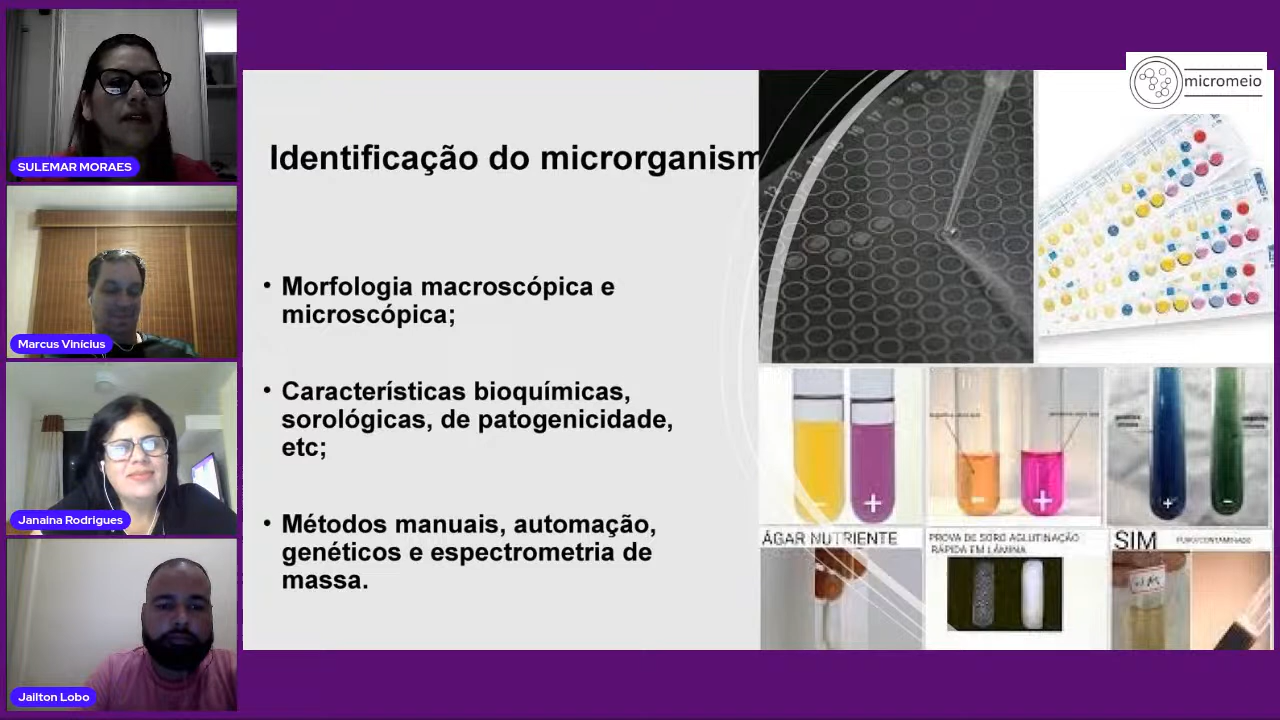 SULEMAR MORAES
Marcus Vinícius
Janaina Rodrigues
Jailton Lobo
micromeio
Identificação do microrganism
• Morfologia macroscópica e
microscópica;
• Características bioquímicas,
sorológicas, de patogenicidade,
etc;
• Métodos manuais, automação,
genéticos e espectrometria de
massa.
ÁGAR NUTRIENTE
PROVA DE SORO AGLUTINAÇÃO
RÁPIDA EM LÂMINA
SIM